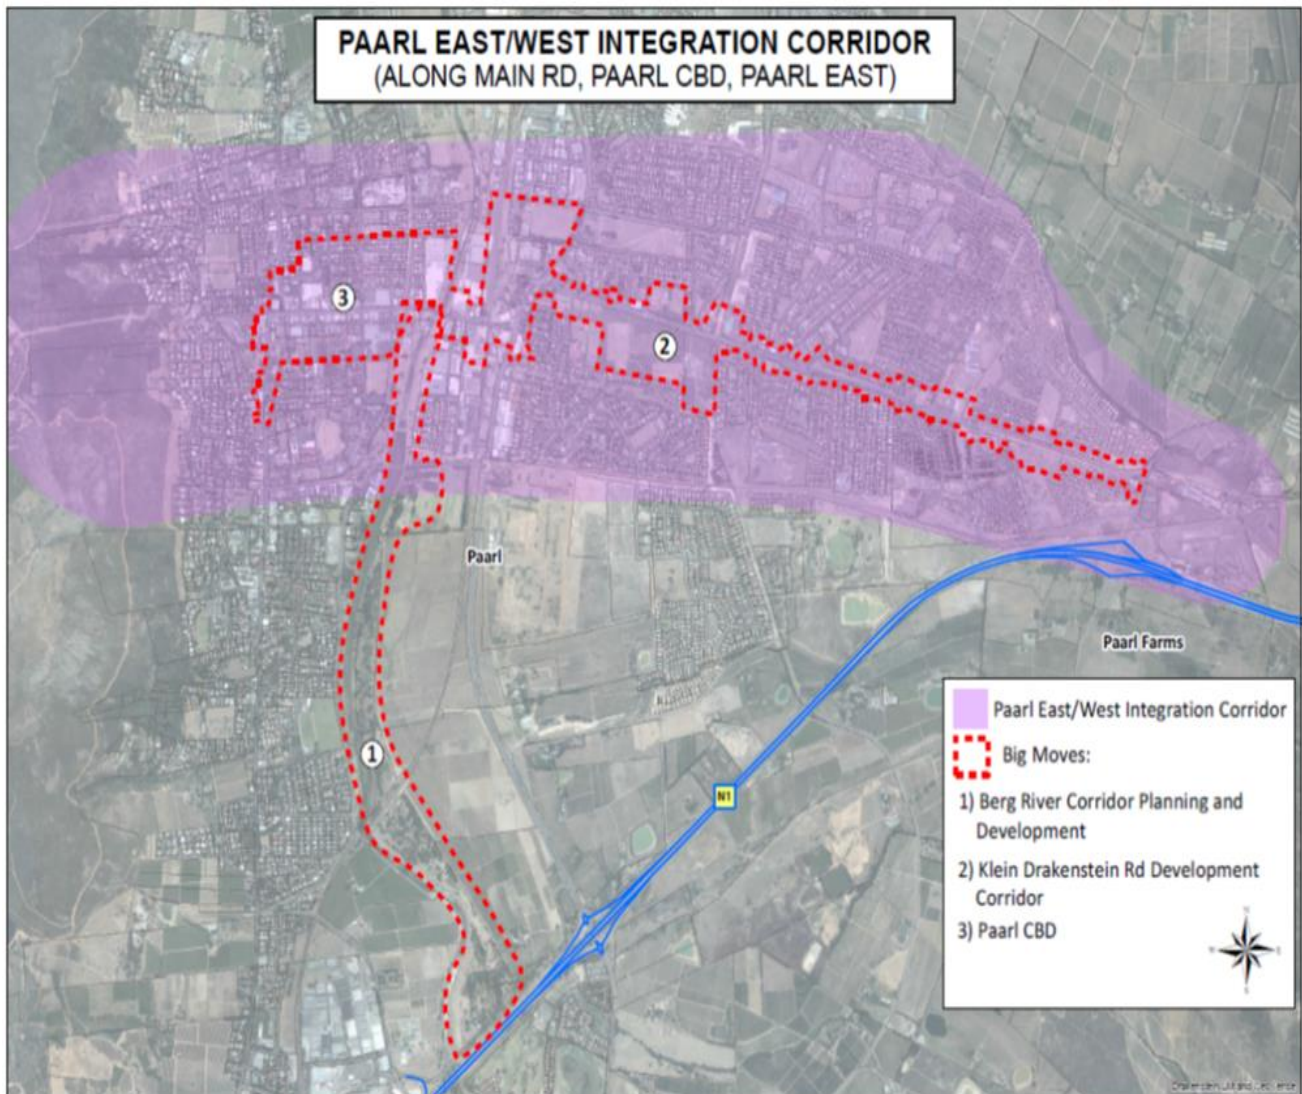 PAARL EAST/WEST INTEGRATION CORRIDOR
(ALONG MAIN RD, PAARL CBD, PAARL EAST)
3
2
Paarl
Paarl Farms
1
N1
Paarl East/West Integration Corridor
Big Moves:
1) Berg River Corridor Planning and
Development
2) Klein Drakenstein Rd Development
Corridor
3) Paarl CBD